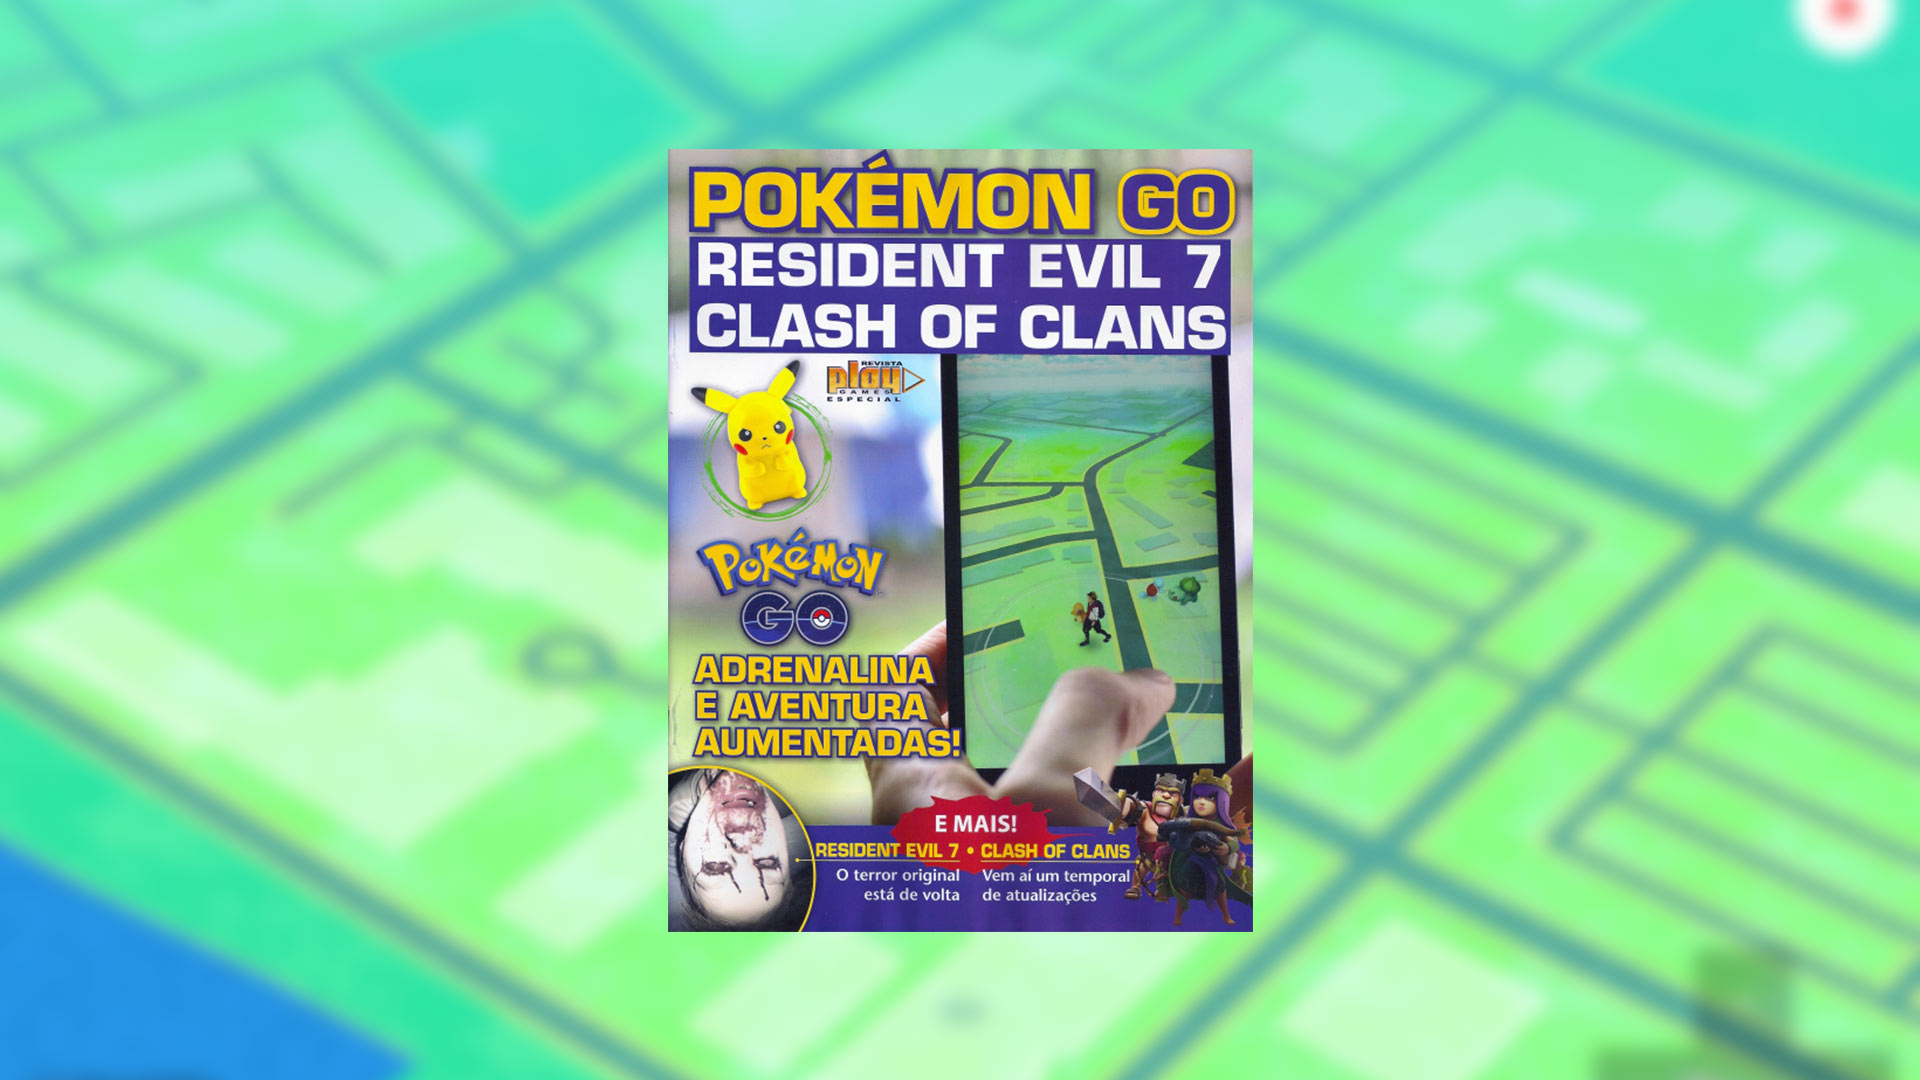 POKÉMON GO
RESIDENT EVIL 7
CLASH OF CLANS
REVISTA
play
GAMES
ESPECIAL
POKéMON
GO
ADRENALINA
E AVENTURA
AUMENTADAS!
E MAIS!
RESIDENT EVIL 7 • CLASH OF CLANS
O terror original
está de volta
Vem aí um temporal
de atualizações